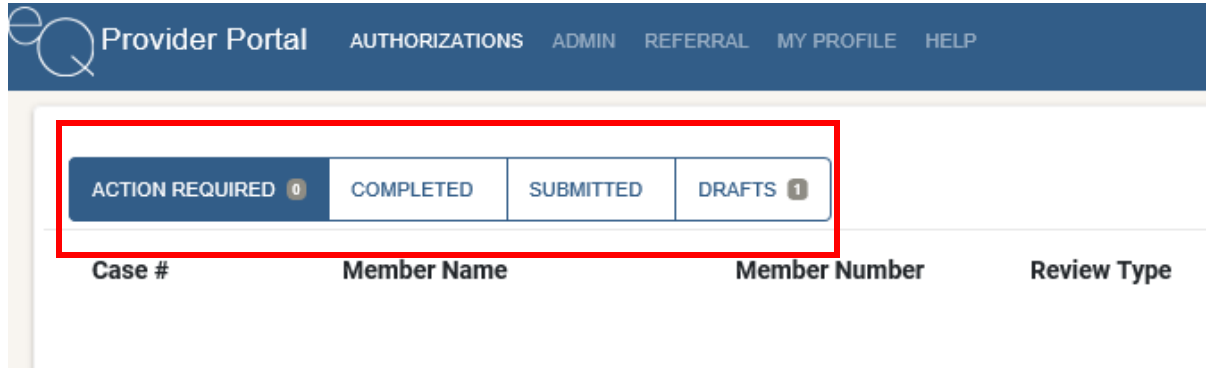 eQ Provider Portal AUTHORIZATIONS ADMIN REFERRAL MY PROFILE HELP
ACTION REQUIRED 0 COMPLETED SUBMITTED DRAFTS 1
Case # Member Name Member Number Review Type